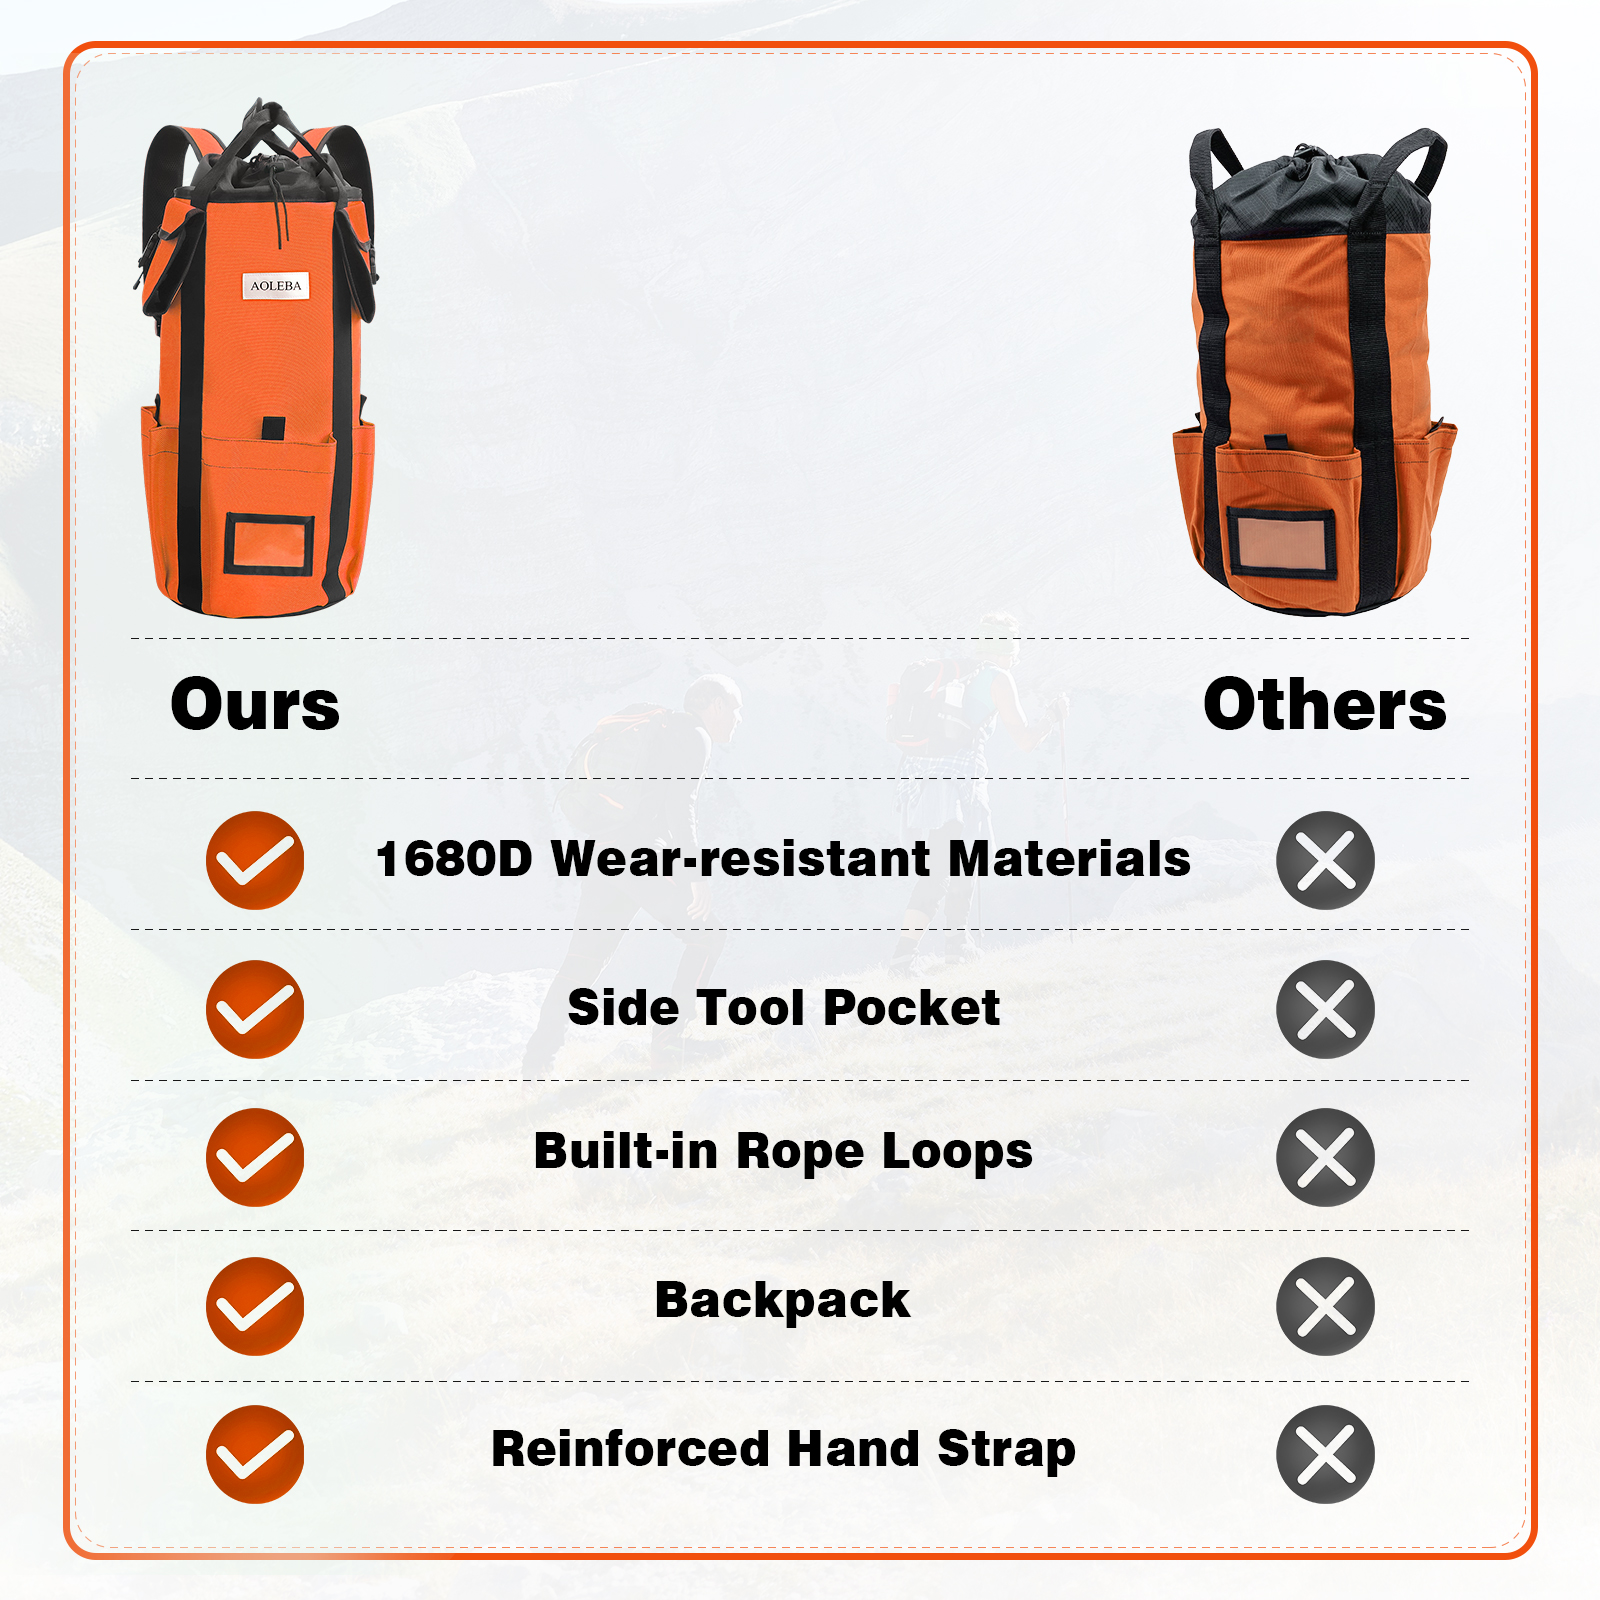 AOLEBA
Ours
Others
1680D Wear-resistant Materials
Side Tool Pocket
Built-in Rope Loops
Backpack
Reinforced Hand Strap